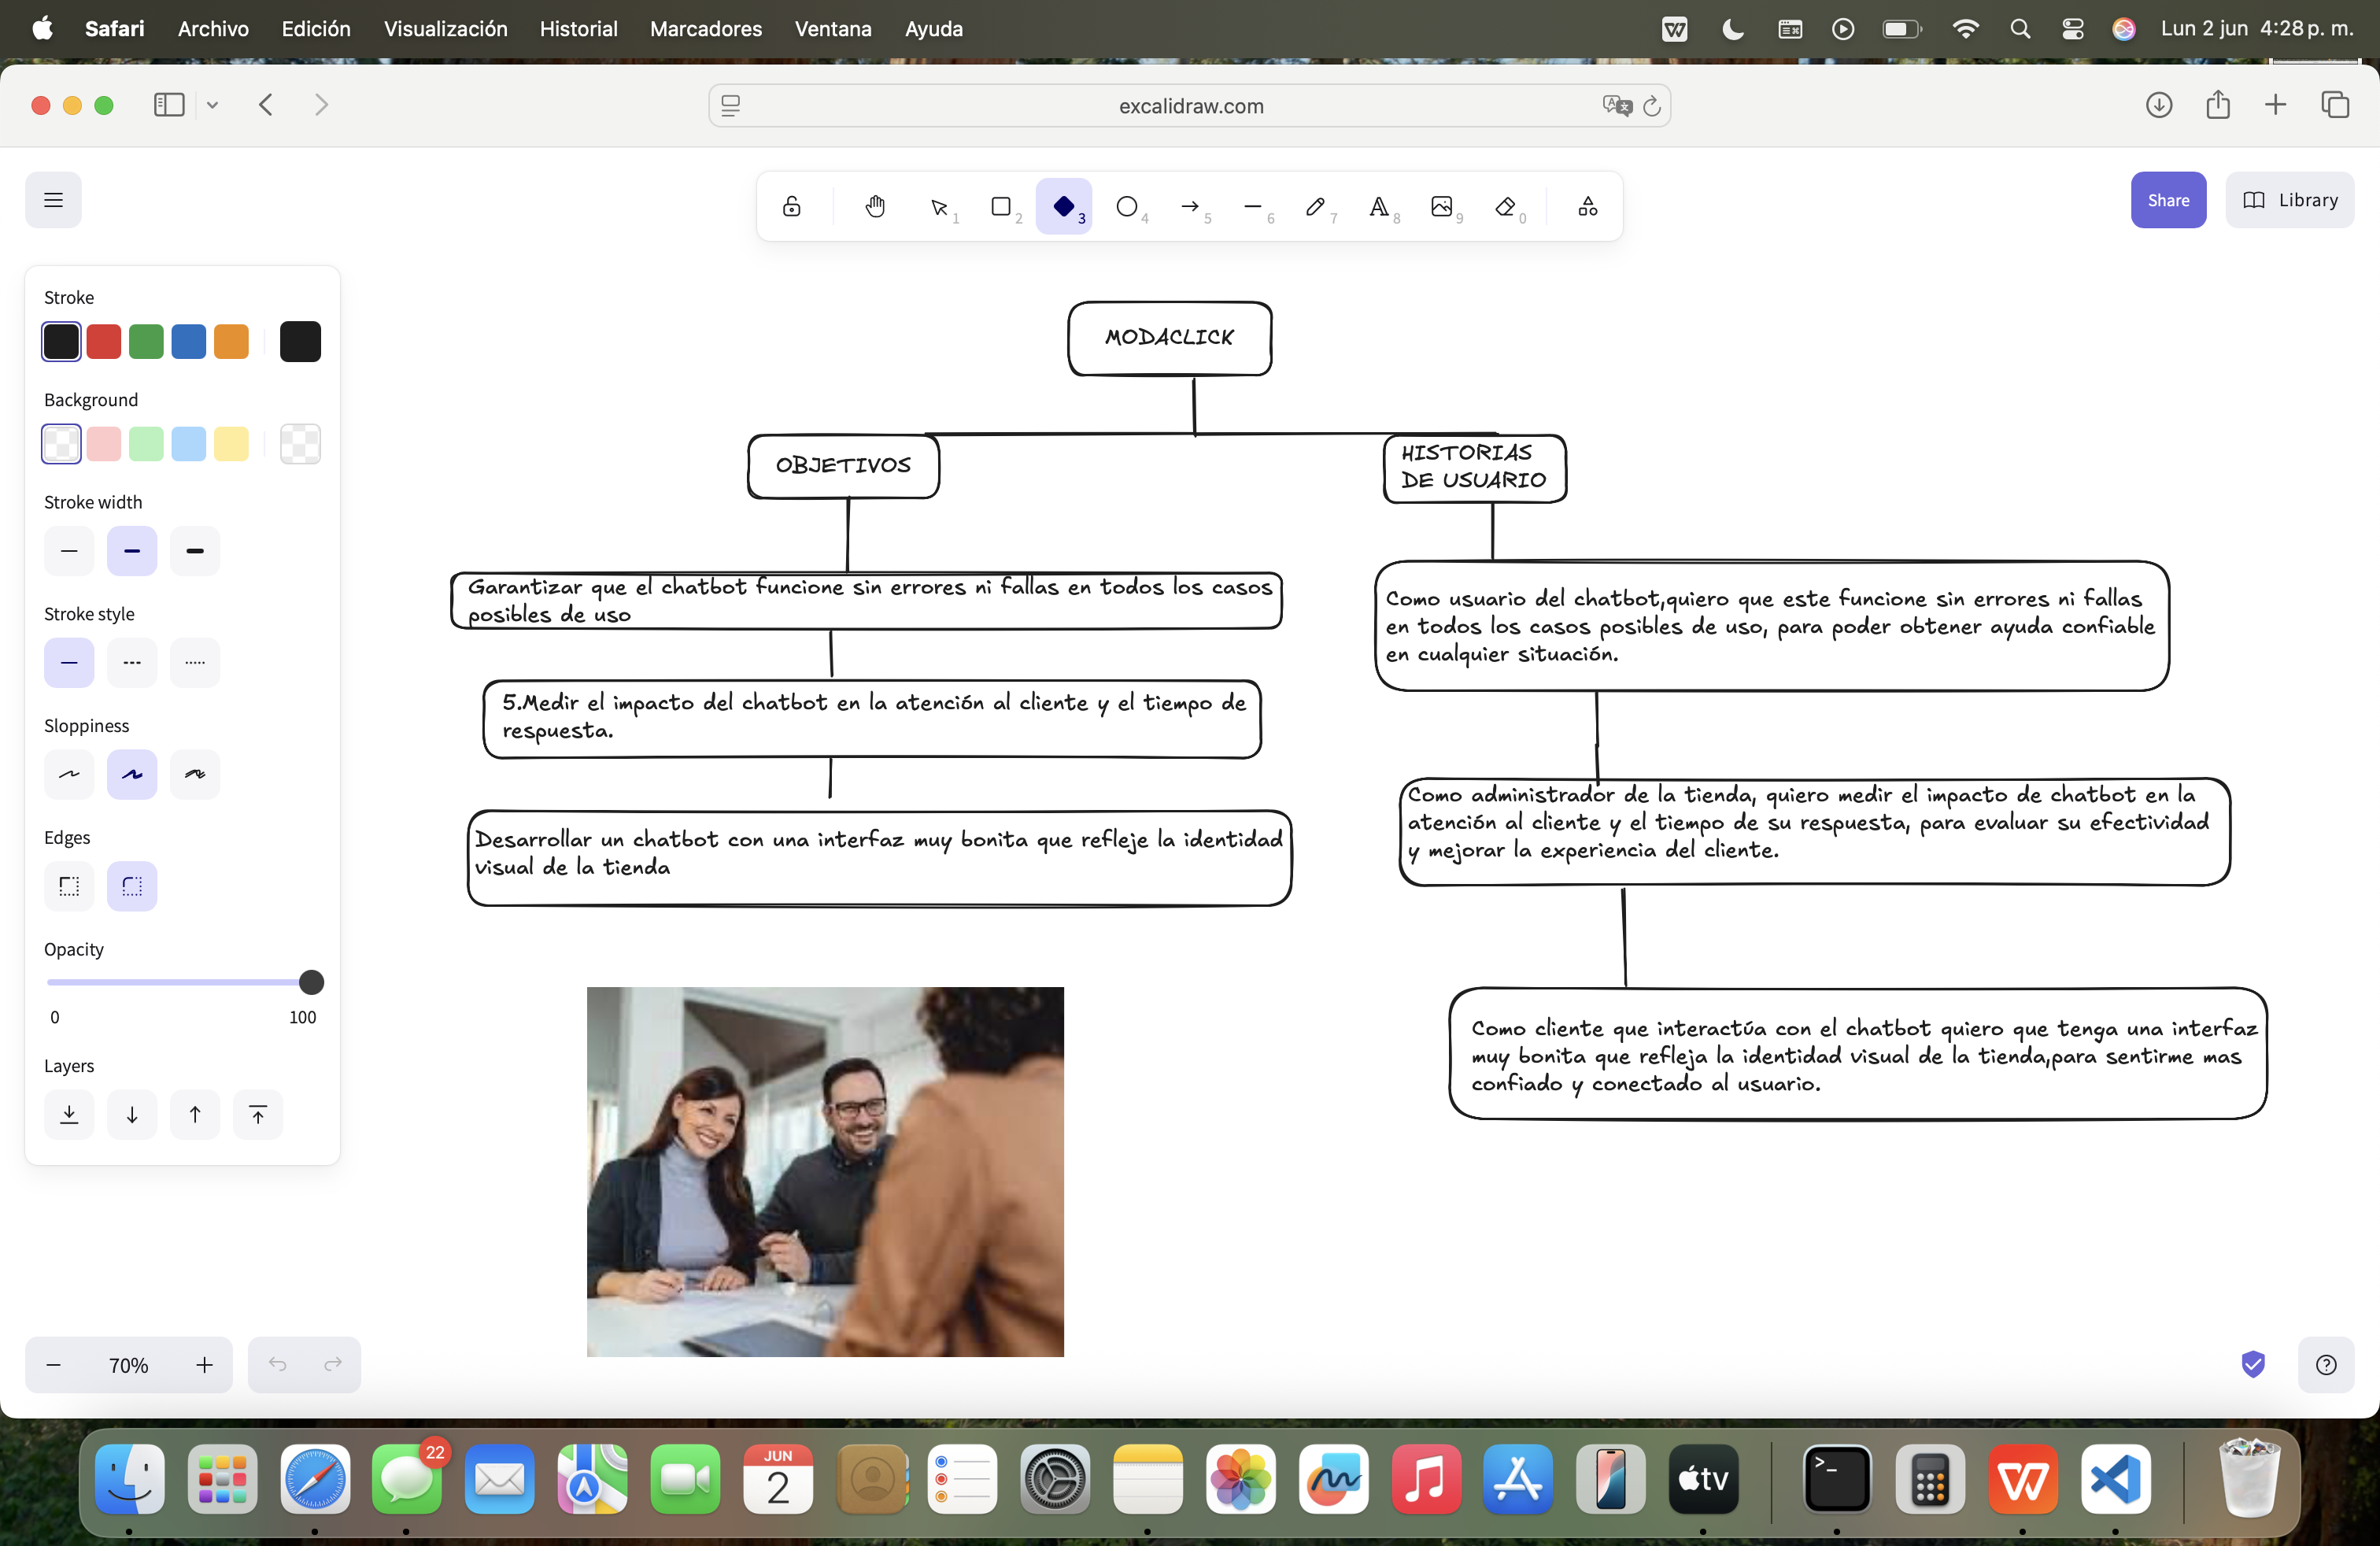 Safari Archivo Edición Visualización Historial Marcadores Ventana Ayuda
Lun 2 jun 4:28 p. m.
excalidraw.com
1 2 3 4 5 6 7 8 9 0
Share
Library
Stroke
Background
Stroke width
Stroke style
Sloppiness
Edges
Opacity
0 100
Layers
70%
MODACLICK
OBJETIVOS
HISTORIAS
DE USUARIO
Garantizar que el chatbot funcione sin errores ni fallas en todos los casos
posibles de uso
5.Medir el impacto del chatbot en la atención al cliente y el tiempo de
respuesta.
Desarrollar un chatbot con una interfaz muy bonita que refleje la identidad
visual de la tienda
Como usuario del chatbot,quiero que este funcione sin errores ni fallas
en todos los casos posibles de uso, para poder obtener ayuda confiable
en cualquier situación.
Como administrador de la tienda, quiero medir el impacto de chatbot en la
atención al cliente y el tiempo de su respuesta, para evaluar su efectividad
y mejorar la experiencia del cliente.
Como cliente que interactúa con el chatbot quiero que tenga una interfaz
muy bonita que refleja la identidad visual de la tienda,para sentirme mas
confiado y conectado al usuario.
22
JUN
2
tv